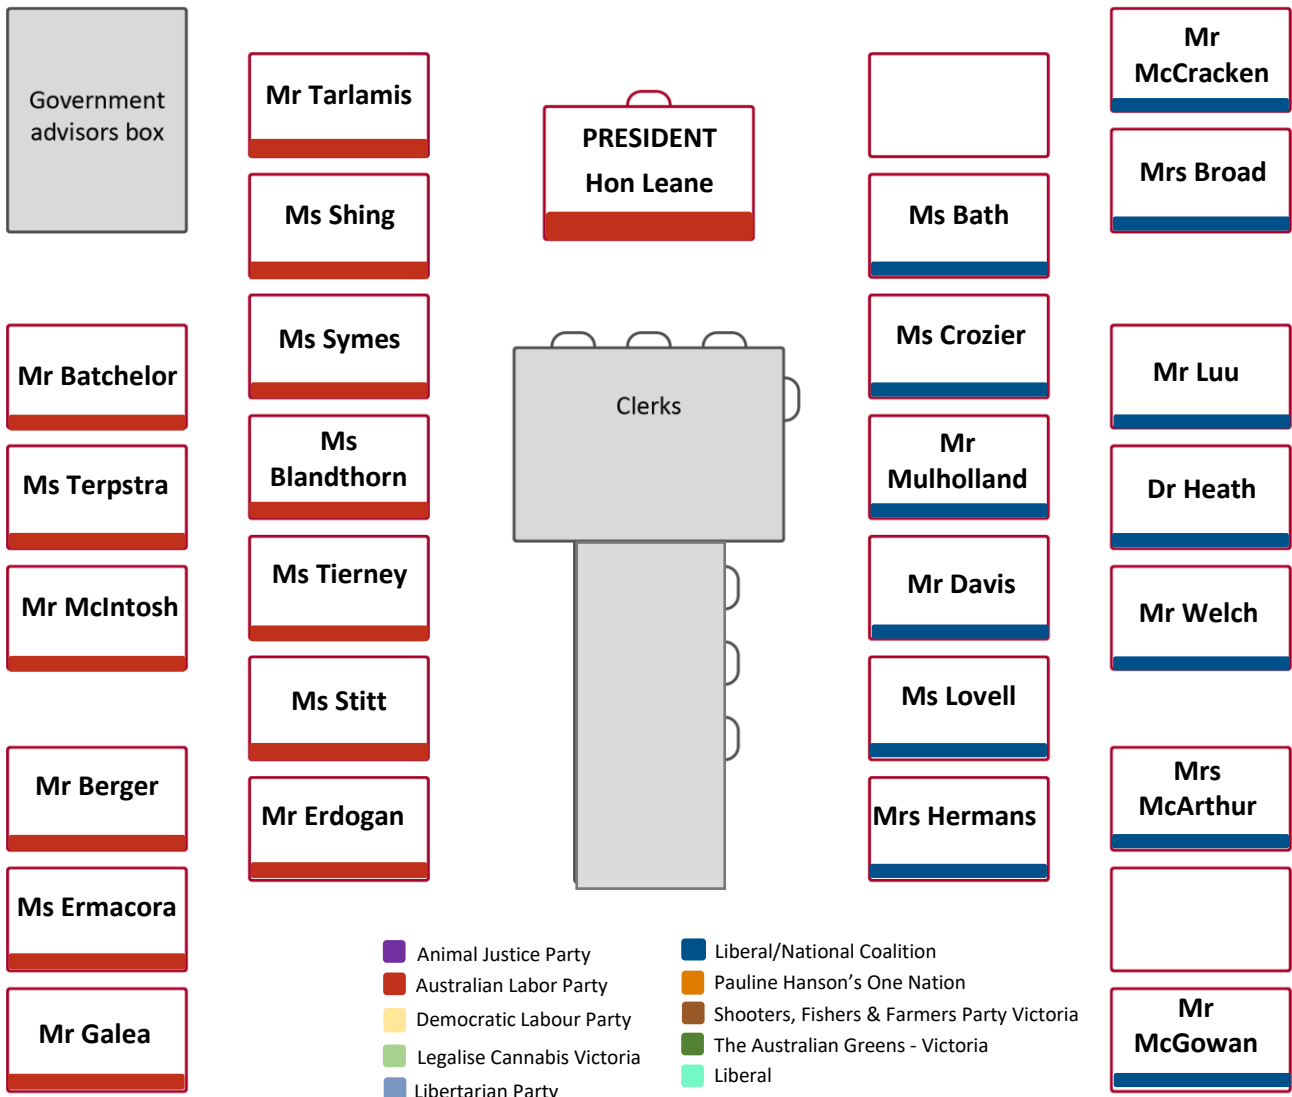 Government
advisors box
Mr Batchelor
Ms Terpstra
Mr McIntosh
Mr Berger
Ms Ermacora
Mr Galea
Mr Tarlamis
Ms Shing
Ms Symes
Ms
Blandthorn
Ms Tierney
Ms Stitt
Mr Erdogan
PRESIDENT
Hon Leane
Clerks
Ms Bath
Ms Crozier
Mr
Mulholland
Mr Davis
Ms Lovell
Mrs Hermans
Mr
McCracken
Mrs Broad
Mr Luu
Dr Heath
Mr Welch
Mrs
McArthur
Mr
McGowan
Animal Justice Party
Australian Labor Party
Democratic Labour Party
Legalise Cannabis Victoria
Libertarian Party
Liberal/National Coalition
Pauline Hanson’s One Nation
Shooters, Fishers & Farmers Party Victoria
The Australian Greens - Victoria
Liberal